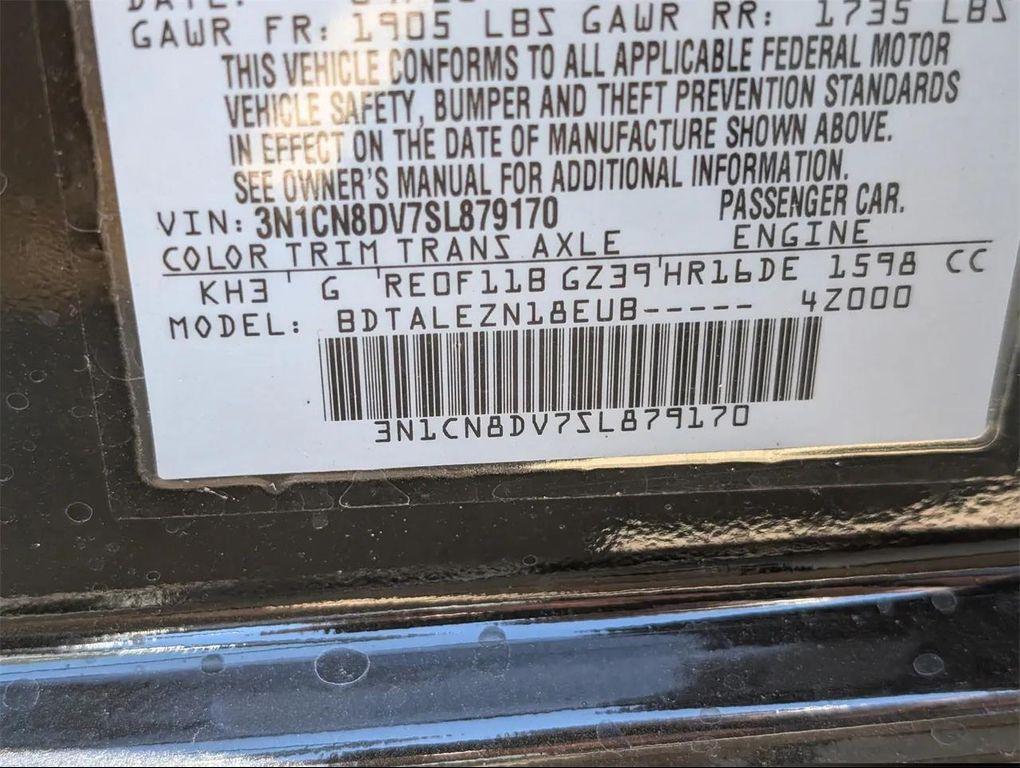 DATE:
GAWR FR: 1905 LBS GAWR RR: 1735 LBS
THIS VEHICLE CONFORMS TO ALL APPLICABLE FEDERAL MOTOR
VEHICLE SAFETY, BUMPER AND THEFT PREVENTION STANDARDS
IN EFFECT ON THE DATE OF MANUFACTURE SHOWN ABOVE.
SEE OWNER'S MANUAL FOR ADDITIONAL INFORMATION.
VIN: 3N1CN8DV7SL879170 PASSENGER CAR.
COLOR TRIM TRANS AXLE ENGINE
KH3 G RE0F11B GZ39 HR16DE 1598 CC
MODEL: BDTALEZN18EUB----- 4Z000
3N1CN8DV7SL879170